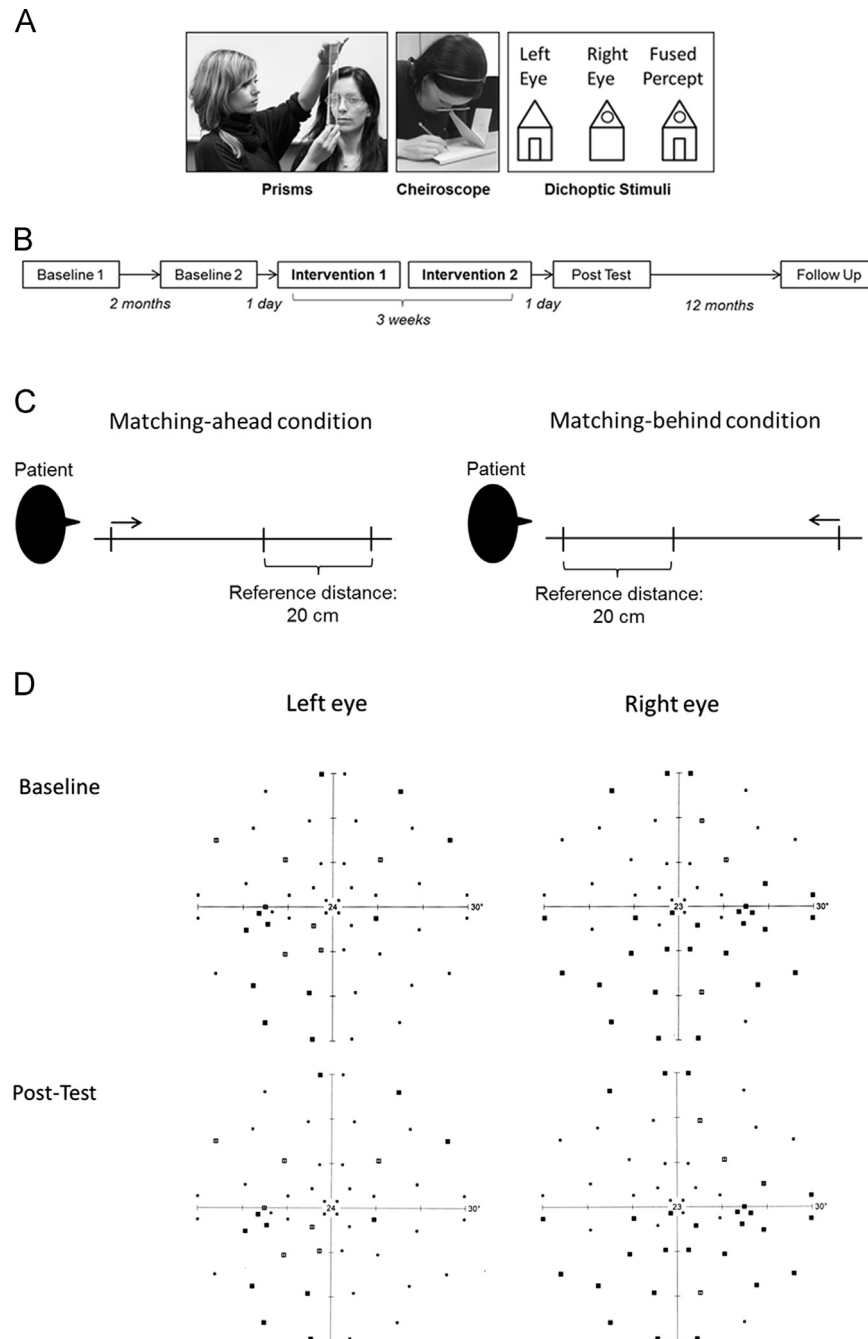 A
Left Right Fused
Eye Eye Percept
Prisms Cheiroscope Dichoptic Stimuli
B
Baseline 1 Baseline 2 Intervention 1 Intervention 2 Post Test Follow Up
2 months 1 day 3 weeks 1 day 12 months
C
Matching-ahead condition Matching-behind condition
Patient Patient
Reference distance: Reference distance:
20 cm 20 cm
D
Left eye Right eye
Baseline
24 30° 23 30°
Post-Test
24 30° 23 30°